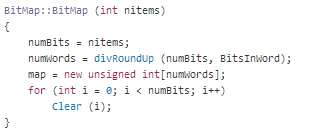 BitMap::BitMap (int nitems)
{
    numBits = nitems;
    numWords = divRoundUp (numBits, BitsInWord);
    map = new unsigned int[numWords];
    for (int i = 0; i < numBits; i++)
        Clear (i);
}